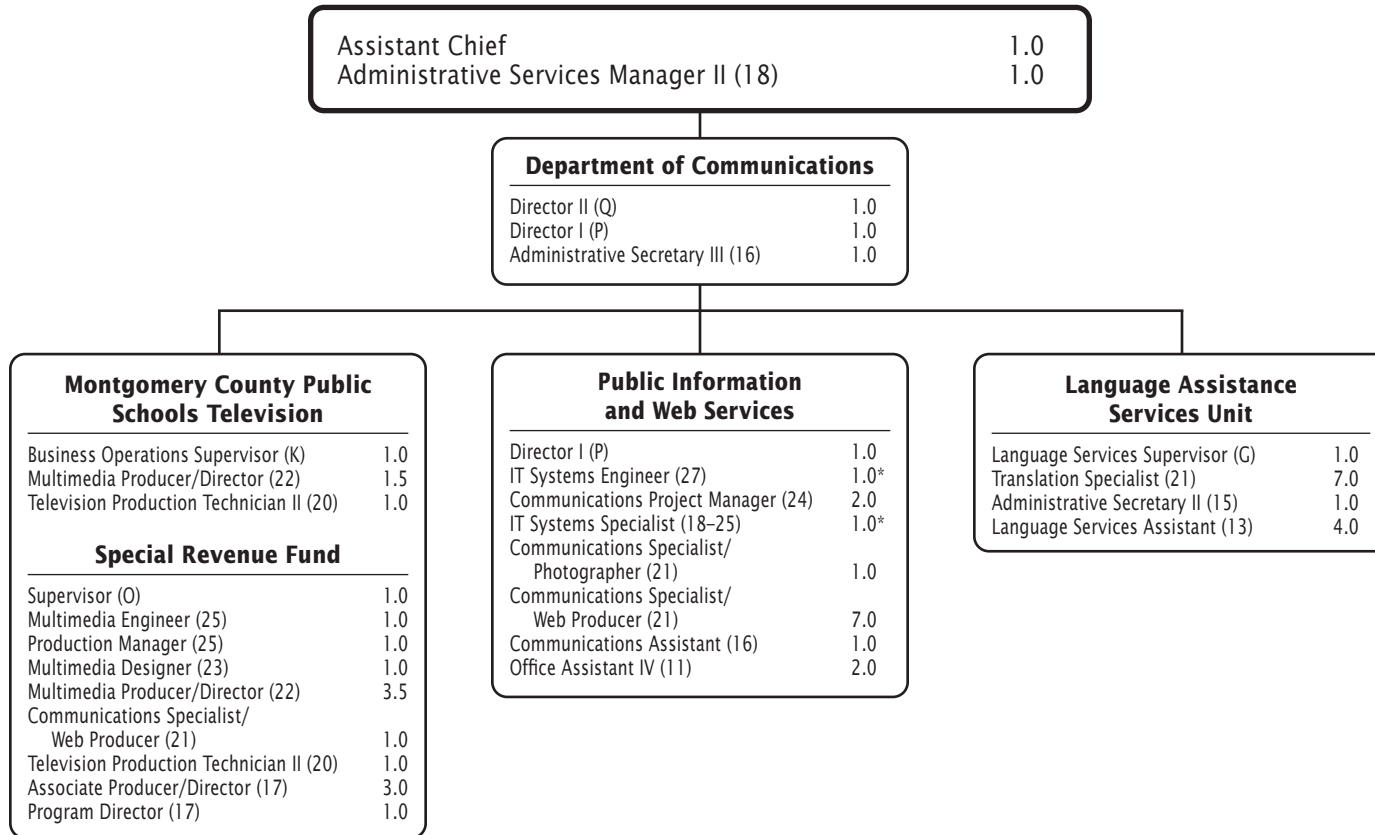 Assistant Chief 1.0
Administrative Services Manager II (18) 1.0
Department of Communications
Director II (Q) 1.0
Director I (P) 1.0
Administrative Secretary III (16) 1.0
Montgomery County Public
Schools Television
Business Operations Supervisor (K) 1.0
Multimedia Producer/Director (22) 1.5
Television Production Technician II (20) 1.0
Special Revenue Fund
Supervisor (O) 1.0
Multimedia Engineer (25) 1.0
Production Manager (25) 1.0
Multimedia Designer (23) 1.0
Multimedia Producer/Director (22) 3.5
Communications Specialist/
Web Producer (21) 1.0
Television Production Technician II (20) 1.0
Associate Producer/Director (17) 3.0
Program Director (17) 1.0
Public Information
and Web Services
Director I (P) 1.0
IT Systems Engineer (27) 1.0*
Communications Project Manager (24) 2.0
IT Systems Specialist (18–25) 1.0*
Communications Specialist/
Photographer (21) 1.0
Communications Specialist/
Web Producer (21) 7.0
Communications Assistant (16) 1.0
Office Assistant IV (11) 2.0
Language Assistance
Services Unit
Language Services Supervisor (G) 1.0
Translation Specialist (21) 7.0
Administrative Secretary II (15) 1.0
Language Services Assistant (13) 4.0